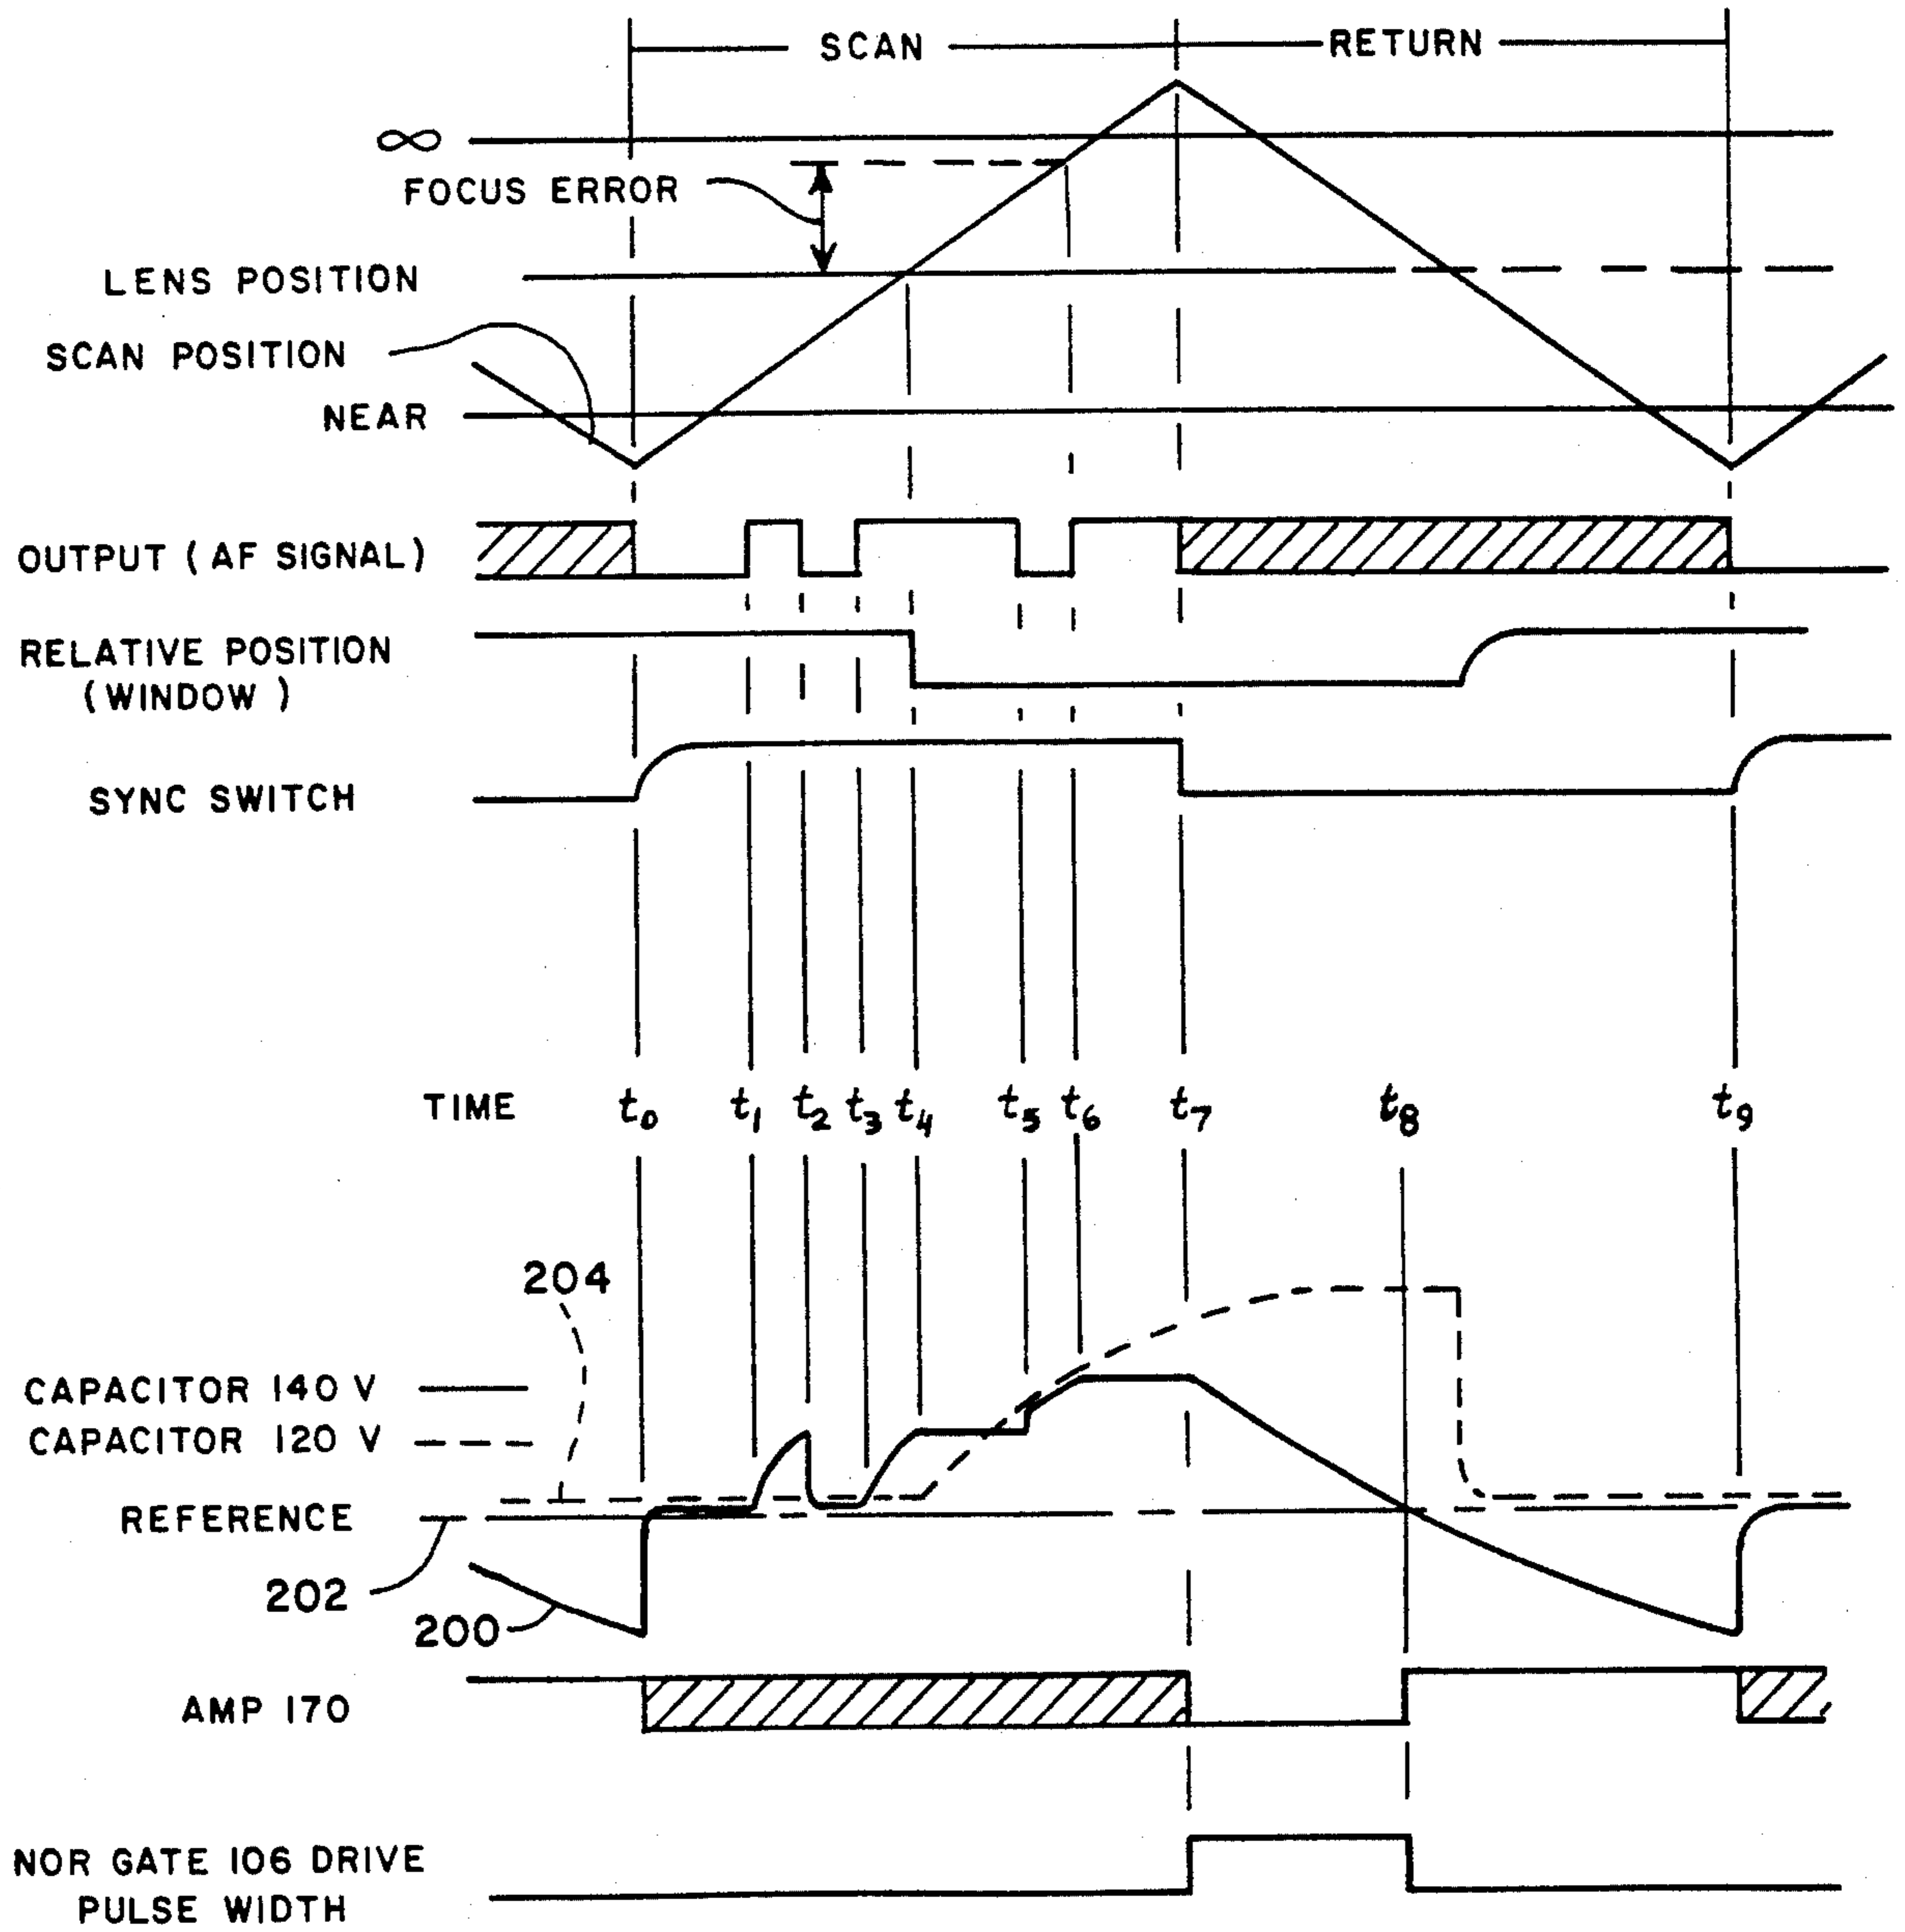 SCAN
RETURN
∞
FOCUS ERROR
LENS POSITION
SCAN POSITION
NEAR
OUTPUT (AF SIGNAL)
RELATIVE POSITION
(WINDOW)
SYNC SWITCH
TIME t0 t1 t2 t3 t4 t5 t6 t7 t8 t9
204
CAPACITOR 140 V
CAPACITOR 120 V
REFERENCE
202
200
AMP 170
NOR GATE 106 DRIVE
PULSE WIDTH